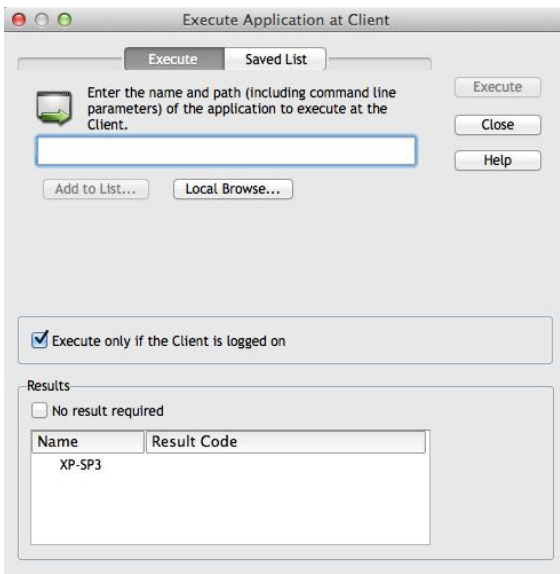 Execute Application at Client
Execute
Saved List
Enter the name and path (including command line
parameters) of the application to execute at the
Client.
Execute
Close
Help
Add to List...
Local Browse...
Execute only if the Client is logged on
Results
No result required
Name
Result Code
XP-SP3